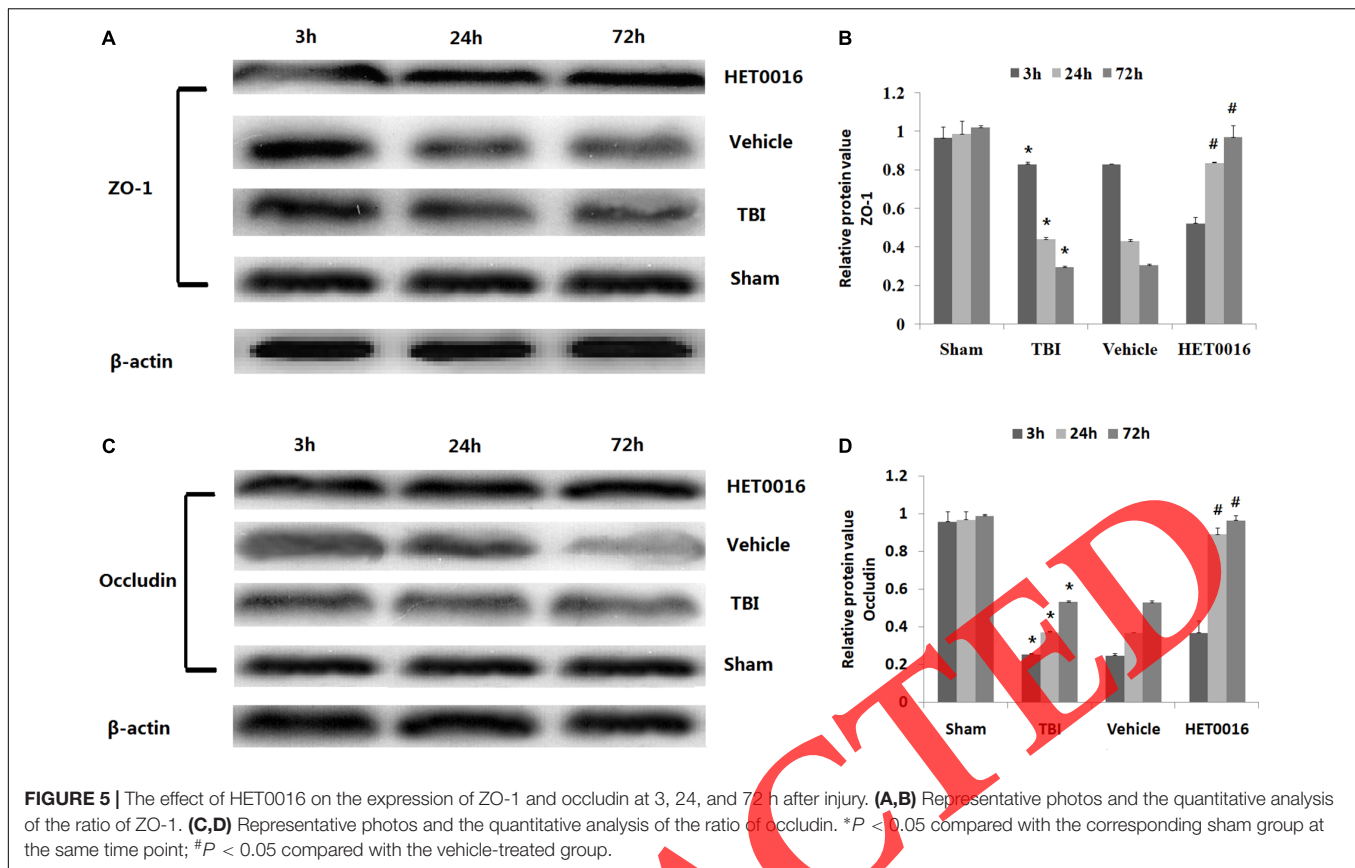 A
3h 24h 72h
HET0016
Vehicle
ZO-1
TBI
Sham
β-actin
B
3h 24h 72h
Relative protein value
ZO-1
1.2
1
0.8
0.6
0.4
0.2
0
*
*
*
#
#
Sham TBI Vehicle HET0016
C
3h 24h 72h
HET0016
Vehicle
Occludin
TBI
Sham
β-actin
D
3h 24h 72h
Relative protein value
Occludin
1.2
1
0.8
0.6
0.4
0.2
0
*
*
*
#
#
Sham TBI Vehicle HET0016
FIGURE 5 | The effect of HET0016 on the expression of ZO-1 and occludin at 3, 24, and 72 h after injury. (A,B) Representative photos and the quantitative analysis
of the ratio of ZO-1. (C,D) Representative photos and the quantitative analysis of the ratio of occludin. *P < 0.05 compared with the corresponding sham group at
the same time point; #P < 0.05 compared with the vehicle-treated group.
CTED